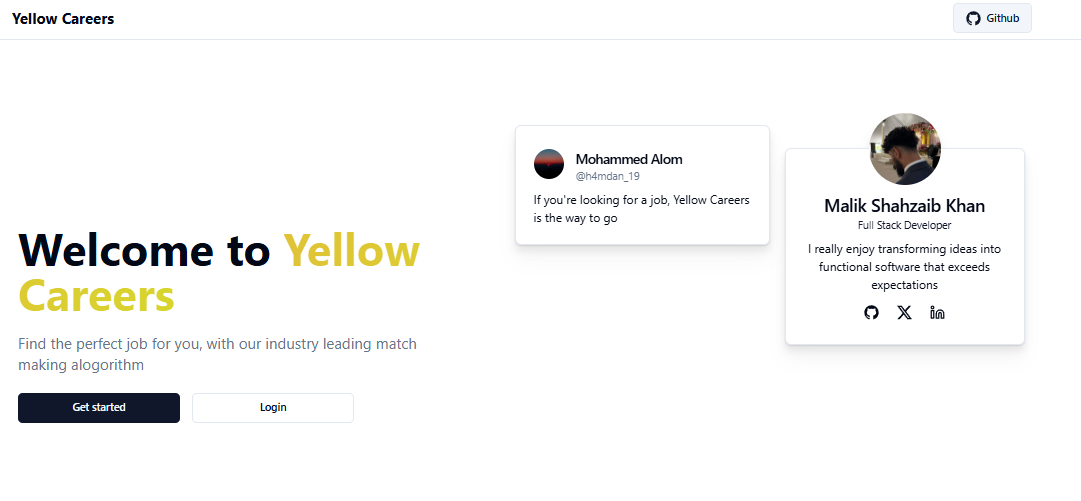 Yellow Careers
Github
Welcome to Yellow
Careers
Find the perfect job for you, with our industry leading match
making alogorithm
Get started
Login
Mohammed Alom
@h4mdan_19
If you're looking for a job, Yellow Careers
is the way to go
Malik Shahzaib Khan
Full Stack Developer
I really enjoy transforming ideas into
functional software that exceeds
expectations